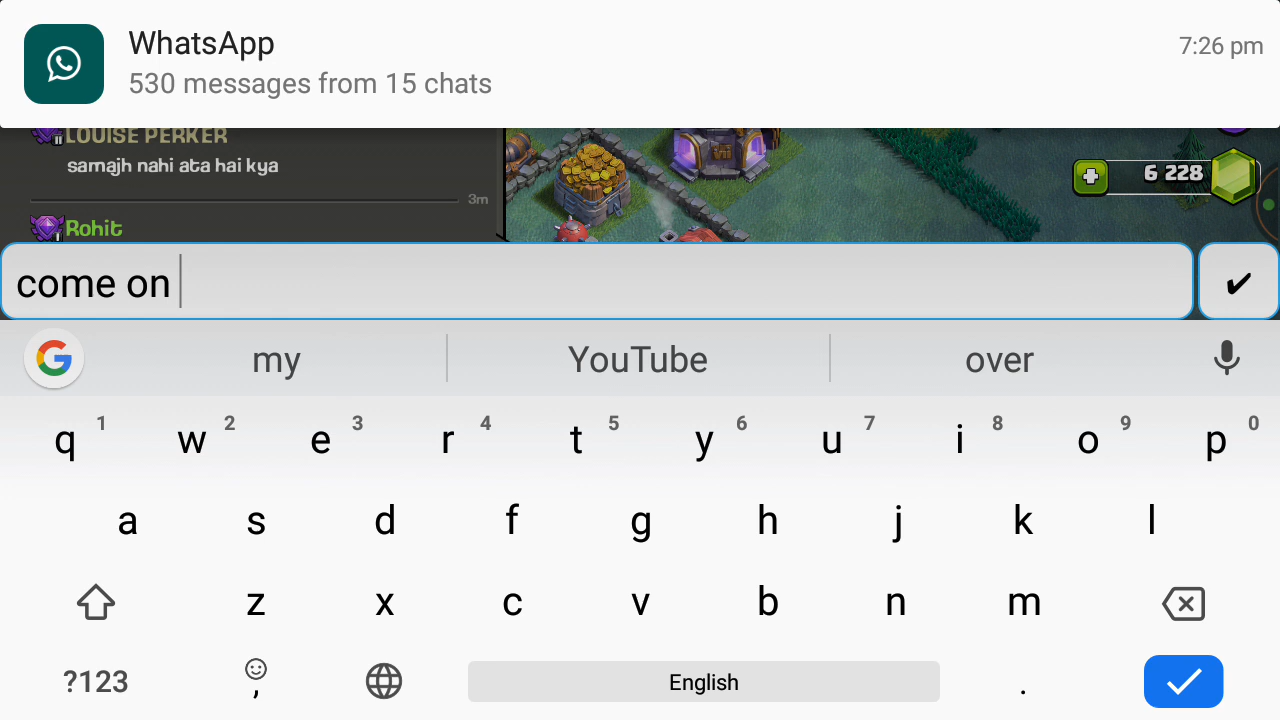 WhatsApp
7:26 pm
530 messages from 15 chats
LOUISE PERKER
samajh nahi ata hai kya
3m
Rohit
VII
6 228
come on
my YouTube over
q 1 w 2 e 3 r 4 t 5 y 6 u 7 i 8 o 9 p 0
a s d f g h j k l
z x c v b n m
?123 , English .